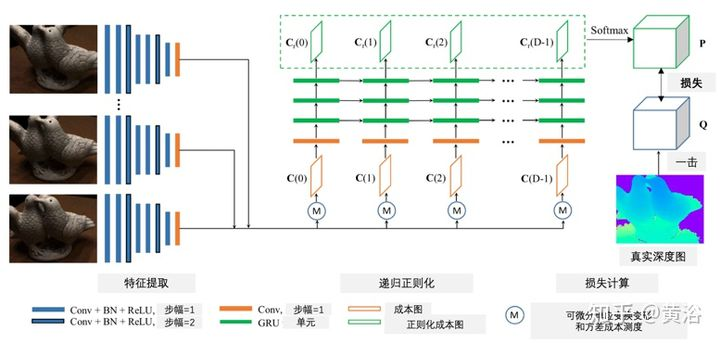 C_r(0) C_r(1) C_r(2) C_r(D-1) Softmax P
损失
Q
一击
C(0) C(1) C(2) C(D-1)
M M M M
真实深度图
特征提取 递归正则化 损失计算
Conv + BN + ReLU, 步幅=1 Conv, 步幅=1 成本图 M 可微分单应变换变形
Conv + BN + ReLU, 步幅=2 GRU 单元 正则化成本图 和方差成本测度
知乎 @黄浴